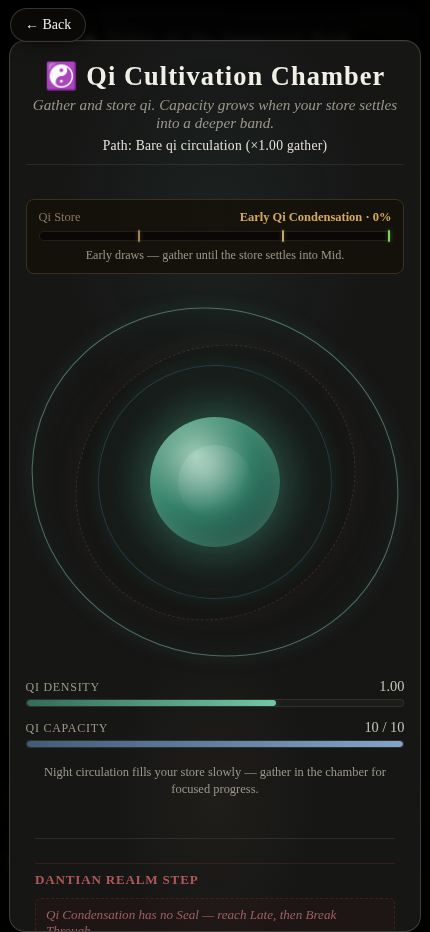 ← Back
☯️ Qi Cultivation Chamber
Gather and store qi. Capacity grows when your store settles
into a deeper band.
Path: Bare qi circulation (×1.00 gather)
Qi Store
Early Qi Condensation · 0%
Early draws — gather until the store settles into Mid.
QI DENSITY
1.00
QI CAPACITY
10 / 10
Night circulation fills your store slowly — gather in the chamber for
focused progress.
DANTIAN REALM STEP
Qi Condensation has no Seal — reach Late, then Break
Through.